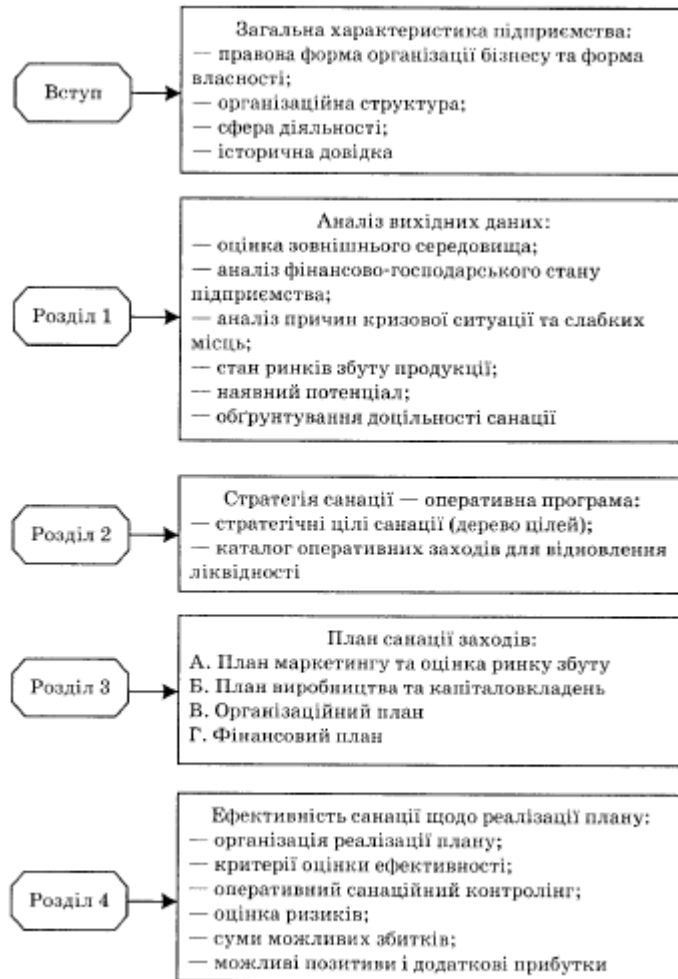 Вступ
Загальна характеристика підприємства:
— правова форма організації бізнесу та форма
власності;
— організаційна структура;
— сфера діяльності;
— історична довідка
Розділ 1
Аналіз вихідних даних:
— оцінка зовнішнього середовища;
— аналіз фінансово-господарського стану
підприємства;
— аналіз причин кризової ситуації та слабких
місць;
— стан ринків збуту продукції;
— наявний потенціал;
— обґрунтування доцільності санації
Розділ 2
Стратегія санації — оперативна програма:
— стратегічні цілі санації (дерево цілей);
— каталог оперативних заходів для відновлення
ліквідності
Розділ 3
План санації заходів:
А. План маркетингу та оцінка ринку збуту
Б. План виробництва та капіталовкладень
В. Організаційний план
Г. Фінансовий план
Розділ 4
Ефективність санації щодо реалізації плану:
— організація реалізації плану;
— критерії оцінки ефективності;
— оперативний санаційний контролінг;
— оцінка ризиків;
— суми можливих збитків;
— можливі позитиви і додаткові прибутки